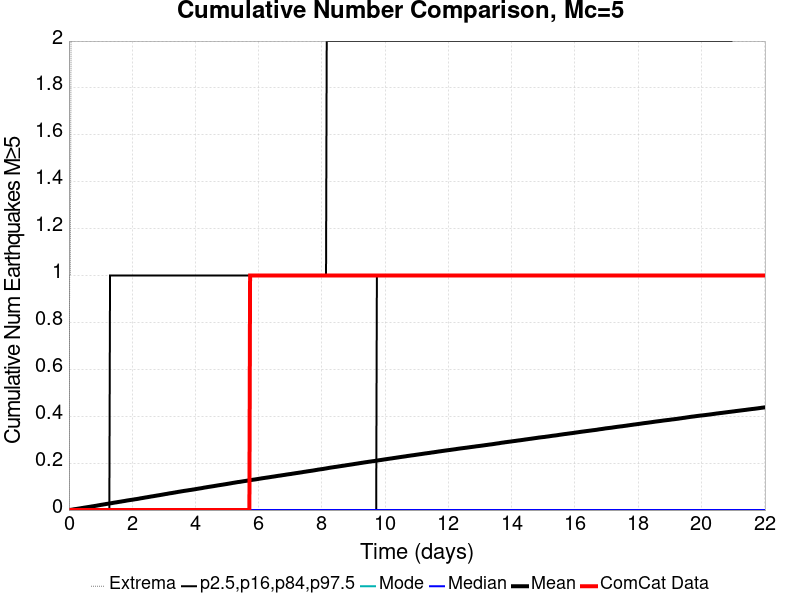 Cumulative Number Comparison, Mc=5
Cumulative Num Earthquakes M≥5
2
1.8
1.6
1.4
1.2
1
0.8
0.6
0.4
0.2
0
0 2 4 6 8 10 12 14 16 18 20 22
Time (days)
Extrema p2.5,p16,p84,p97.5 Mode Median Mean ComCat Data